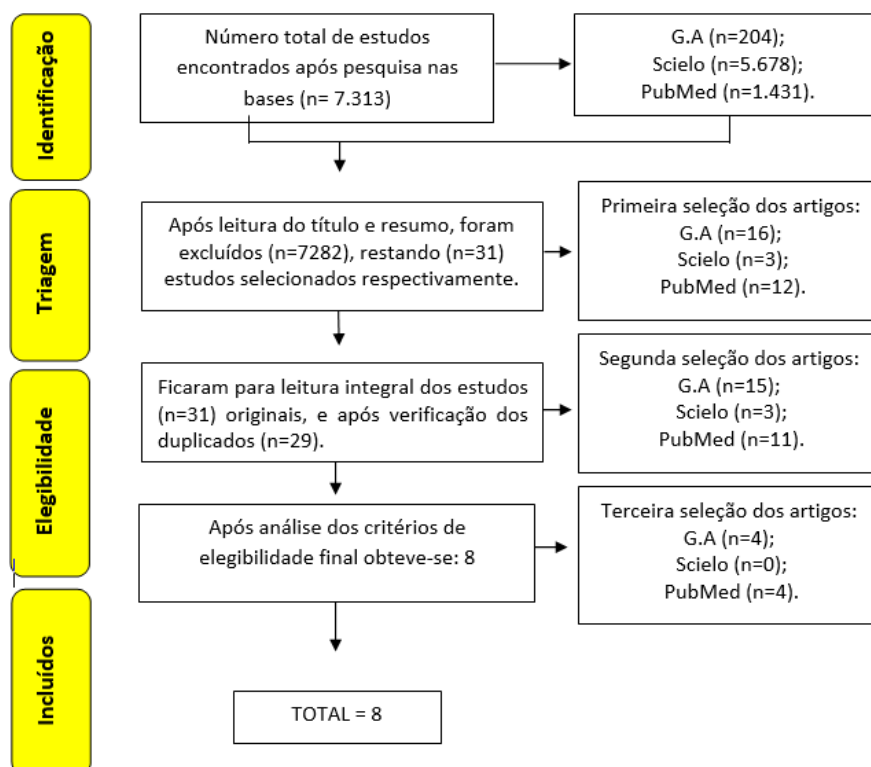 Identificação
Número total de estudos
encontrados após pesquisa nas
bases (n= 7.313)
G.A (n=204);
Scielo (n=5.678);
PubMed (n=1.431).
Triagem
Após leitura do título e resumo, foram
excluídos (n=7282), restando (n=31)
estudos selecionados respectivamente.
Primeira seleção dos artigos:
G.A (n=16);
Scielo (n=3);
PubMed (n=12).
Elegibilidade
Ficaram para leitura integral dos estudos
(n=31) originais, e após verificação dos
duplicados (n=29).
Segunda seleção dos artigos:
G.A (n=15);
Scielo (n=3);
PubMed (n=11).
Após análise dos critérios de
elegibilidade final obteve-se: 8
Terceira seleção dos artigos:
G.A (n=4);
Scielo (n=0);
PubMed (n=4).
Incluídos
TOTAL = 8